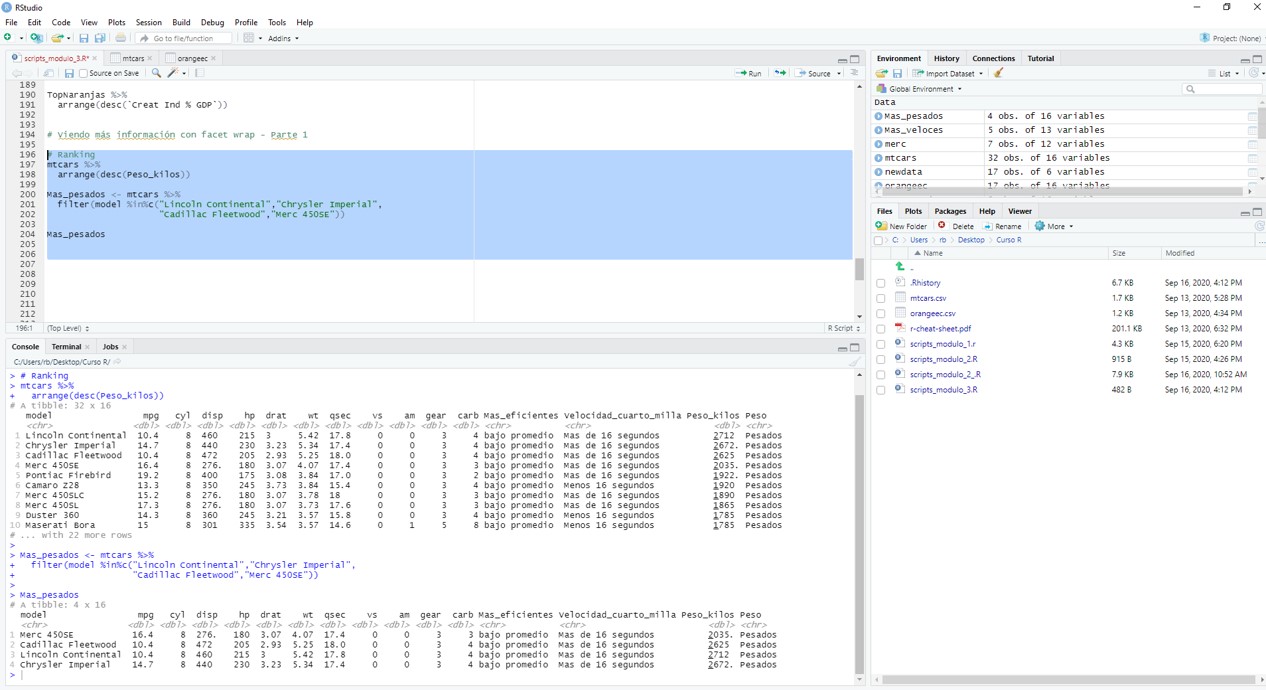 RStudio
File Edit Code View Plots Session Build Debug Profile Tools Help
Go to file/function Addins Project: (None)
scripts_modulo_3.R* mtcars orangeec
Source on Save Run Source
189
190 TopNaranjas %>%
191 arrange(desc(`Creat Ind % GDP`))
192
193
194 # Viendo más información con facet wrap - Parte 1
195
196 # Ranking
197 mtcars %>%
198 arrange(desc(Peso_kilos))
199
200 Mas_pesados <- mtcars %>%
201 filter(model %in%c("Lincoln Continental","Chrysler Imperial",
202 "Cadillac Fleetwood","Merc 450SE"))
203
204 Mas_pesados
205
206
207
208
209
210
211
212
196:1 (Top Level) R Script
Console Terminal Jobs
C:/Users/rb/Desktop/Curso R/
> # Ranking
> mtcars %>%
+ arrange(desc(Peso_kilos))
# A tibble: 32 x 16
model mpg cyl disp hp drat wt qsec vs am gear carb Mas_eficientes Velocidad_cuarto_milla Peso_kilos Peso
<chr> <dbl> <dbl> <dbl> <dbl> <dbl> <dbl> <dbl> <dbl> <dbl> <dbl> <dbl> <chr> <chr> <dbl> <chr>
1 Lincoln Continental 10.4 8 460 215 3 5.42 17.8 0 0 3 4 bajo promedio Mas de 16 segundos 2712 Pesados
2 Chrysler Imperial 14.7 8 440 230 3.23 5.34 17.4 0 0 3 4 bajo promedio Mas de 16 segundos 2672. Pesados
3 Cadillac Fleetwood 10.4 8 472 205 2.93 5.25 18.0 0 0 3 4 bajo promedio Mas de 16 segundos 2625 Pesados
4 Merc 450SE 16.4 8 276. 180 3.07 4.07 17.4 0 0 3 3 bajo promedio Mas de 16 segundos 2035. Pesados
5 Pontiac Firebird 19.2 8 400 175 3.08 3.84 17.0 0 0 3 2 bajo promedio Mas de 16 segundos 1922. Pesados
6 Camaro Z28 13.3 8 350 245 3.73 3.84 15.4 0 0 3 4 bajo promedio Menos 16 segundos 1920 Pesados
7 Merc 450SLC 15.2 8 276. 180 3.07 3.78 18 0 0 3 3 bajo promedio Mas de 16 segundos 1890 Pesados
8 Merc 450SL 17.3 8 276. 180 3.07 3.73 17.6 0 0 3 3 bajo promedio Mas de 16 segundos 1865 Pesados
9 Duster 360 14.3 8 360 245 3.21 3.57 15.8 0 0 3 4 bajo promedio Menos 16 segundos 1785 Pesados
10 Maserati Bora 15 8 301 335 3.54 3.57 14.6 0 1 5 8 bajo promedio Menos 16 segundos 1785 Pesados
# ... with 22 more rows
>
> Mas_pesados <- mtcars %>%
+ filter(model %in%c("Lincoln Continental","Chrysler Imperial",
+ "Cadillac Fleetwood","Merc 450SE"))
>
> Mas_pesados
# A tibble: 4 x 16
model mpg cyl disp hp drat wt qsec vs am gear carb Mas_eficientes Velocidad_cuarto_milla Peso_kilos Peso
<chr> <dbl> <dbl> <dbl> <dbl> <dbl> <dbl> <dbl> <dbl> <dbl> <dbl> <dbl> <chr> <chr> <dbl> <chr>
1 Merc 450SE 16.4 8 276. 180 3.07 4.07 17.4 0 0 3 3 bajo promedio Mas de 16 segundos 2035. Pesados
2 Cadillac Fleetwood 10.4 8 472 205 2.93 5.25 18.0 0 0 3 4 bajo promedio Mas de 16 segundos 2625 Pesados
3 Lincoln Continental 10.4 8 460 215 3 5.42 17.8 0 0 3 4 bajo promedio Mas de 16 segundos 2712 Pesados
4 Chrysler Imperial 14.7 8 440 230 3.23 5.34 17.4 0 0 3 4 bajo promedio Mas de 16 segundos 2672. Pesados
>
Environment History Connections Tutorial
Import Dataset List
Global Environment
Data
Mas_pesados 4 obs. of 16 variables
Mas_veloces 5 obs. of 13 variables
merc 7 obs. of 12 variables
mtcars 32 obs. of 16 variables
newdata 17 obs. of 6 variables
orangeec 17 obs. of 16 variables
Files Plots Packages Help Viewer
New Folder Delete Rename More
C: Users rb Desktop Curso R ...
Name Size Modified
..
.Rhistory 6.7 KB Sep 16, 2020, 4:12 PM
mtcars.csv 1.7 KB Sep 13, 2020, 5:28 PM
orangeec.csv 1.2 KB Sep 13, 2020, 4:34 PM
r-cheat-sheet.pdf 201.1 KB Sep 13, 2020, 6:32 PM
scripts_modulo_1.r 4.3 KB Sep 15, 2020, 6:20 PM
scripts_modulo_2.R 915 B Sep 15, 2020, 4:26 PM
scripts_modulo_2_.R 7.9 KB Sep 16, 2020, 10:52 AM
scripts_modulo_3.R 482 B Sep 16, 2020, 4:12 PM